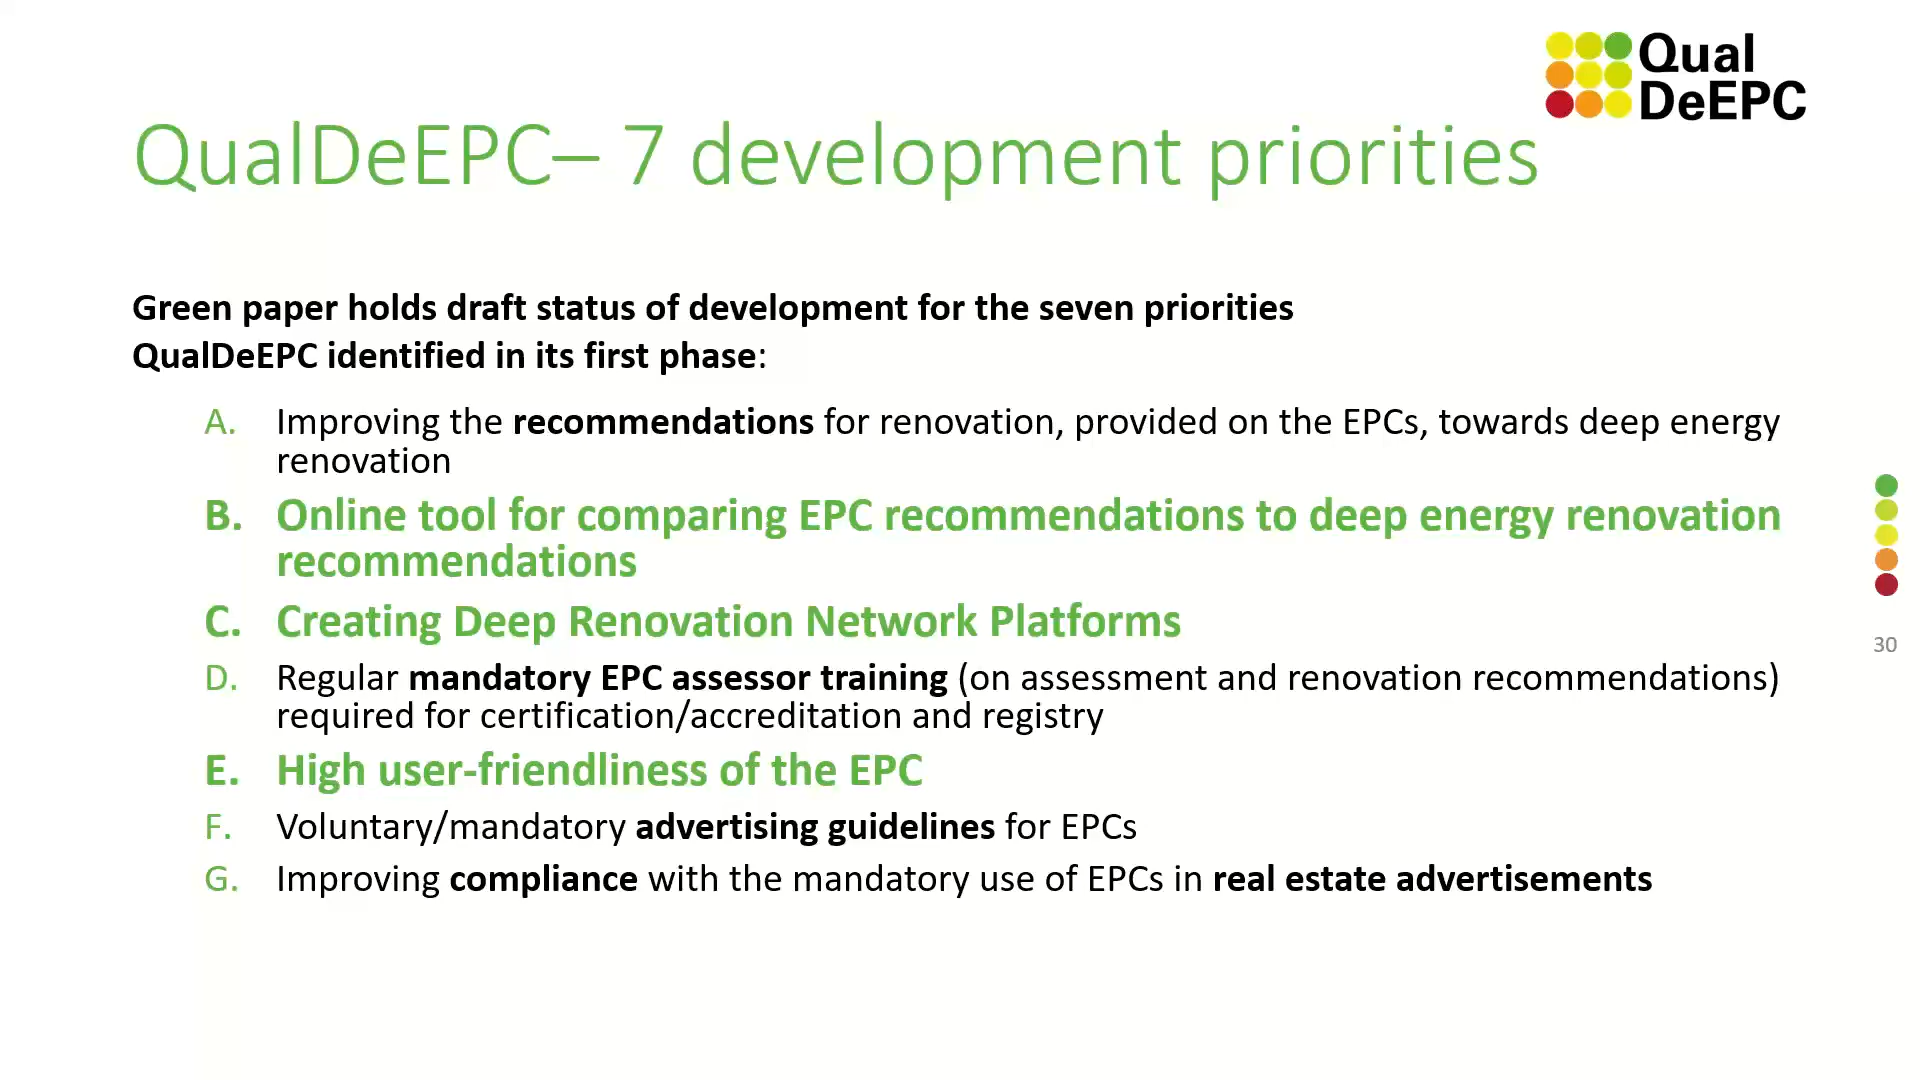 Qual
DeEPC
QualDeEPC– 7 development priorities
Green paper holds draft status of development for the seven priorities
QualDeEPC identified in its first phase:
A. Improving the recommendations for renovation, provided on the EPCs, towards deep energy
renovation
B. Online tool for comparing EPC recommendations to deep energy renovation
recommendations
C. Creating Deep Renovation Network Platforms
D. Regular mandatory EPC assessor training (on assessment and renovation recommendations)
required for certification/accreditation and registry
E. High user-friendliness of the EPC
F. Voluntary/mandatory advertising guidelines for EPCs
G. Improving compliance with the mandatory use of EPCs in real estate advertisements
30